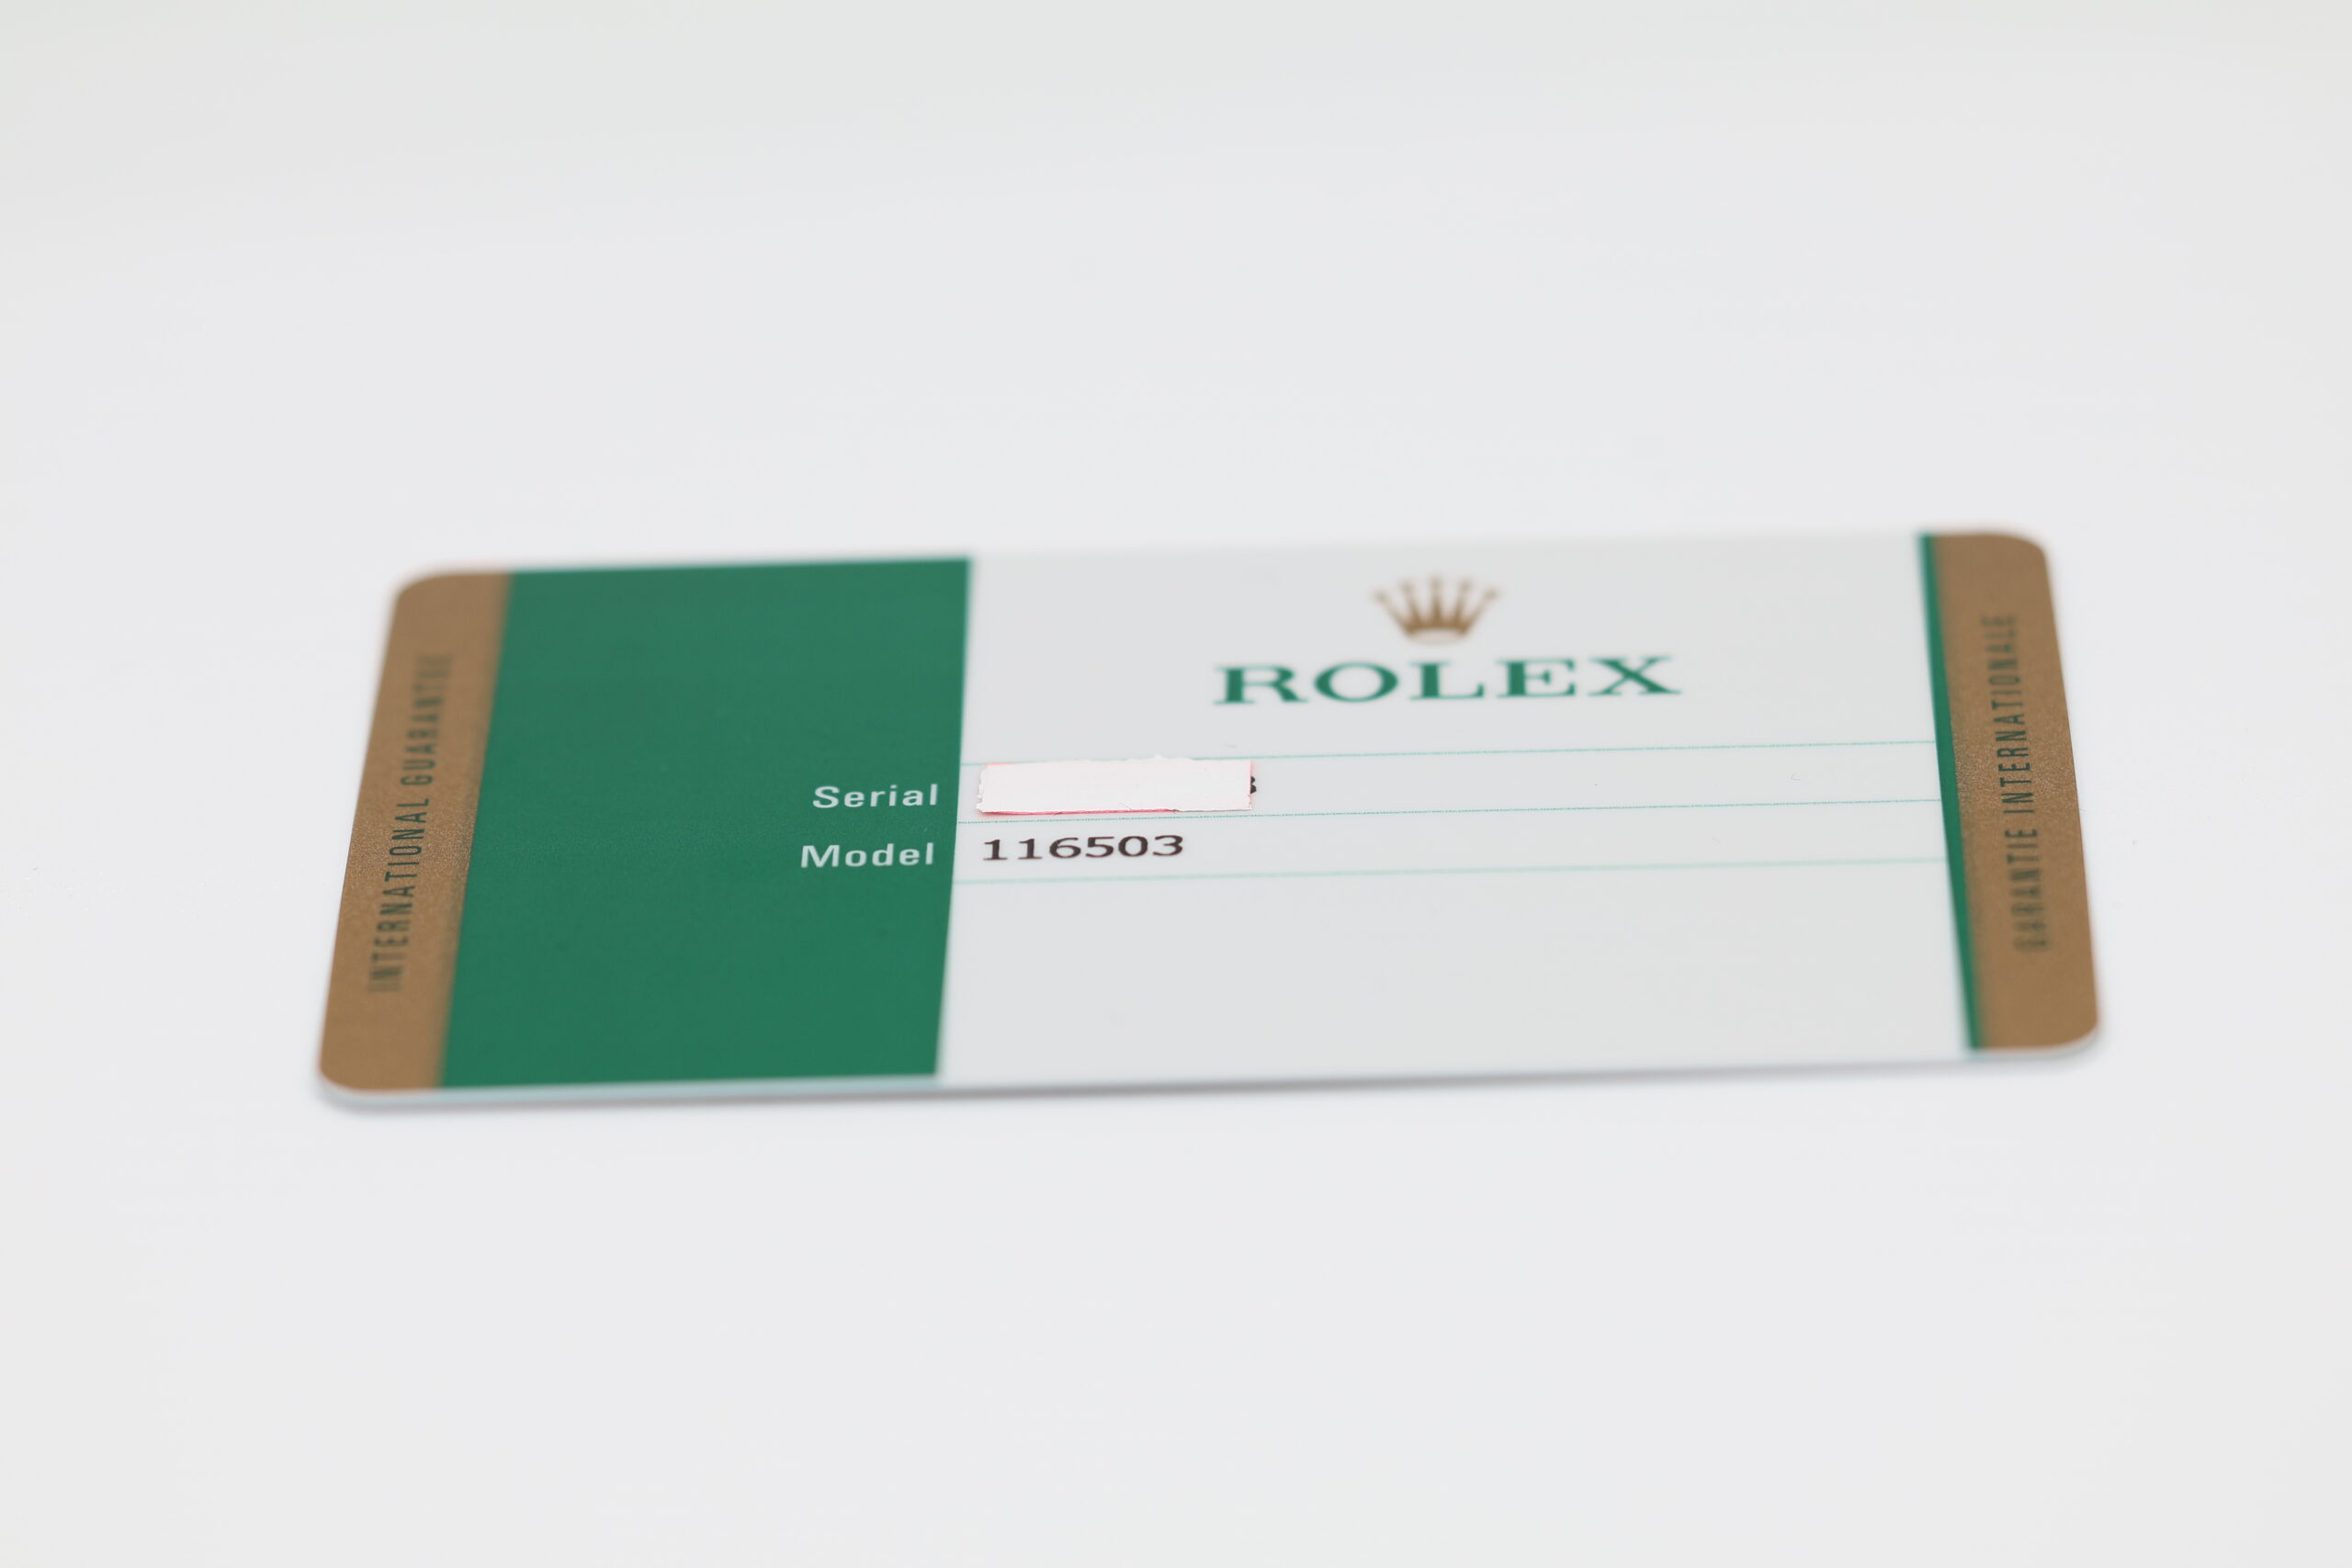 INTERNATIONAL GUARANTEE
ROLEX
Serial
Model 116503
GARANTIE INTERNATIONALE